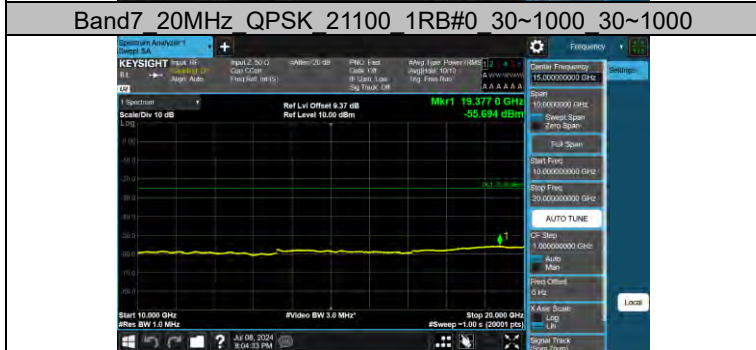 Band7_20MHz_QPSK_21100_1RB#0_30~1000_30~1000
Spectrum Analyzer 1
Swept SA
+
Frequency
KEYSIGHT
Input: RF
Input Z: 50 Ω
#Atten: 20 dB
PNO: Fast
#Avg Type: Power (RMS
Align: Auto
Freq Ref: Int (S)
Gate: Off
IF Gain: Low
Sig Track: Off
Avg|Hold: 10/10
Trig: Free Run
A A A A A A
Center Frequency
15.000000000 GHz
Settings
Span
10.0000000 GHz
Swept Span
Zero Span
Full Span
Start Freq
10.000000000 GHz
Stop Freq
20.000000000 GHz
AUTO TUNE
CF Step
1.000000000 GHz
Auto
Man
Freq Offset
0 Hz
X Axis Scale
Log
Lin
Signal Track
Local
1 Spectrum
Scale/Div 10 dB
Log
Ref Lvl Offset 9.37 dB
Ref Level 10.00 dBm
Mkr1 19.377 0 GHz
-55.694 dBm
1
Start 10.000 GHz
#Res BW 1.0 MHz
#Video BW 3.0 MHz*
Stop 20.000 GHz
#Sweep ~1.00 s (20001 pts)
?
Jul 08, 2024
8:04:33 PM